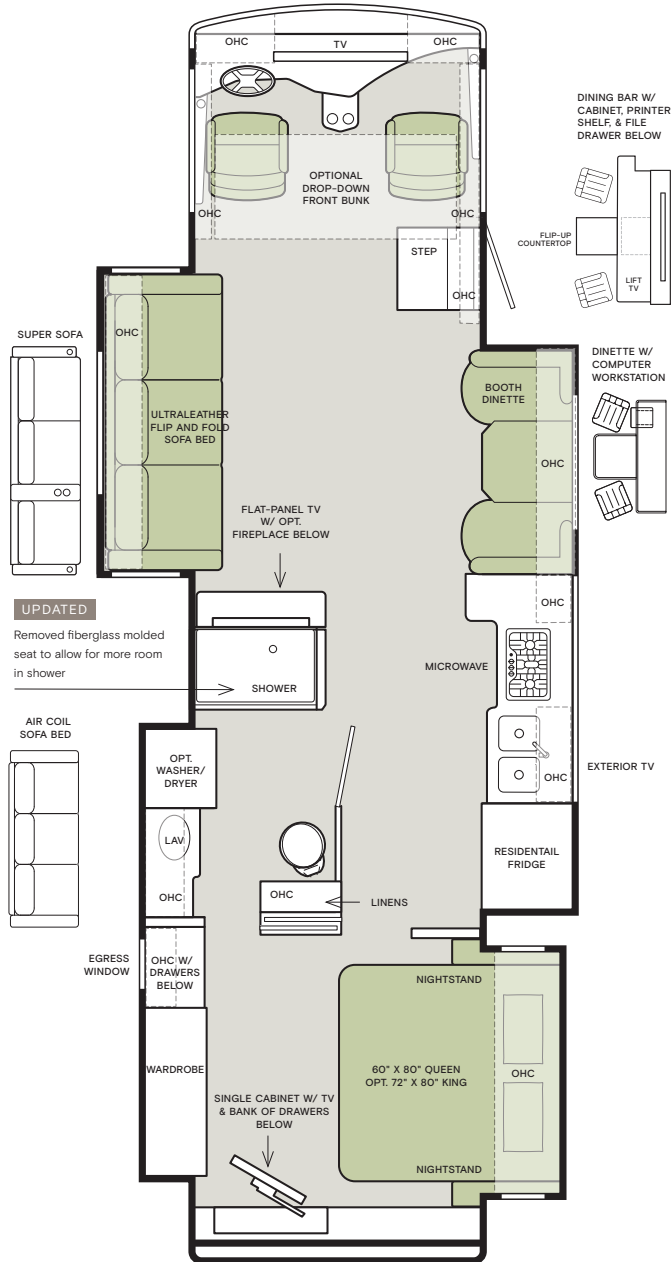 OHC
TV
OHC
DINING BAR W/
CABINET, PRINTER
SHELF, & FILE
DRAWER BELOW
OPTIONAL
DROP-DOWN
FRONT BUNK
OHC
OHC
FLIP-UP
COUNTERTOP
LIFT
TV
STEP
OHC
SUPER SOFA
OHC
DINETTE W/
COMPUTER
WORKSTATION
BOOTH
DINETTE
ULTRALEATHER
FLIP AND FOLD
SOFA BED
OHC
FLAT-PANEL TV
W/ OPT.
FIREPLACE BELOW
OHC
UPDATED
Removed fiberglass molded
seat to allow for more room
in shower
MICROWAVE
SHOWER
AIR COIL
SOFA BED
OPT.
WASHER/
DRYER
EXTERIOR TV
OHC
LAV
RESIDENTAIL
FRIDGE
OHC
OHC
LINENS
EGRESS
WINDOW
OHC W/
DRAWERS
BELOW
NIGHTSTAND
WARDROBE
60" X 80" QUEEN
OPT. 72" X 80" KING
OHC
SINGLE CABINET W/ TV
& BANK OF DRAWERS
BELOW
NIGHTSTAND